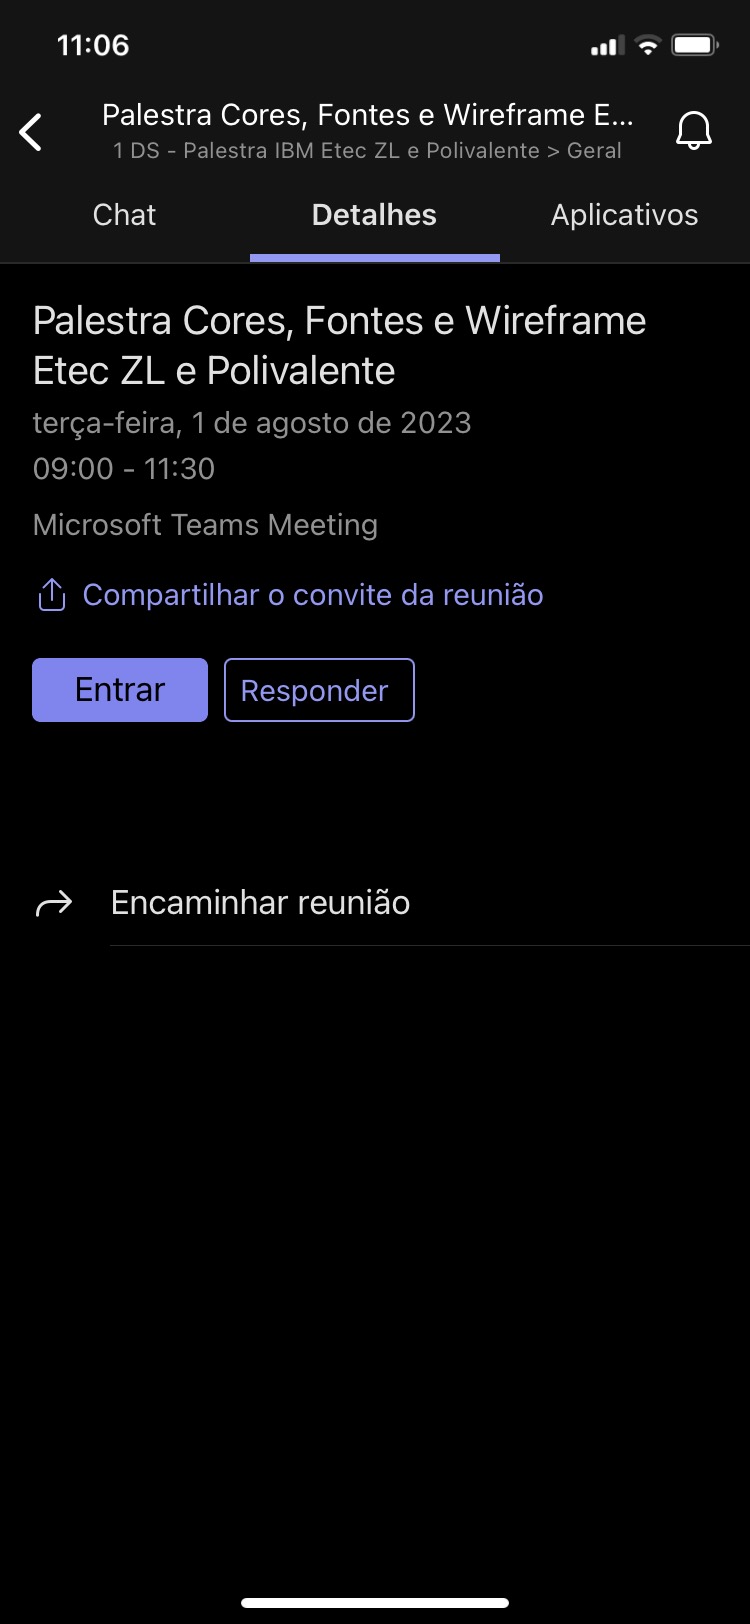 11:06
Palestra Cores, Fontes e Wireframe E...
1 DS - Palestra IBM Etec ZL e Polivalente > Geral
Chat
Detalhes
Aplicativos
Palestra Cores, Fontes e Wireframe
Etec ZL e Polivalente
terça-feira, 1 de agosto de 2023
09:00 - 11:30
Microsoft Teams Meeting
Compartilhar o convite da reunião
Entrar
Responder
Encaminhar reunião